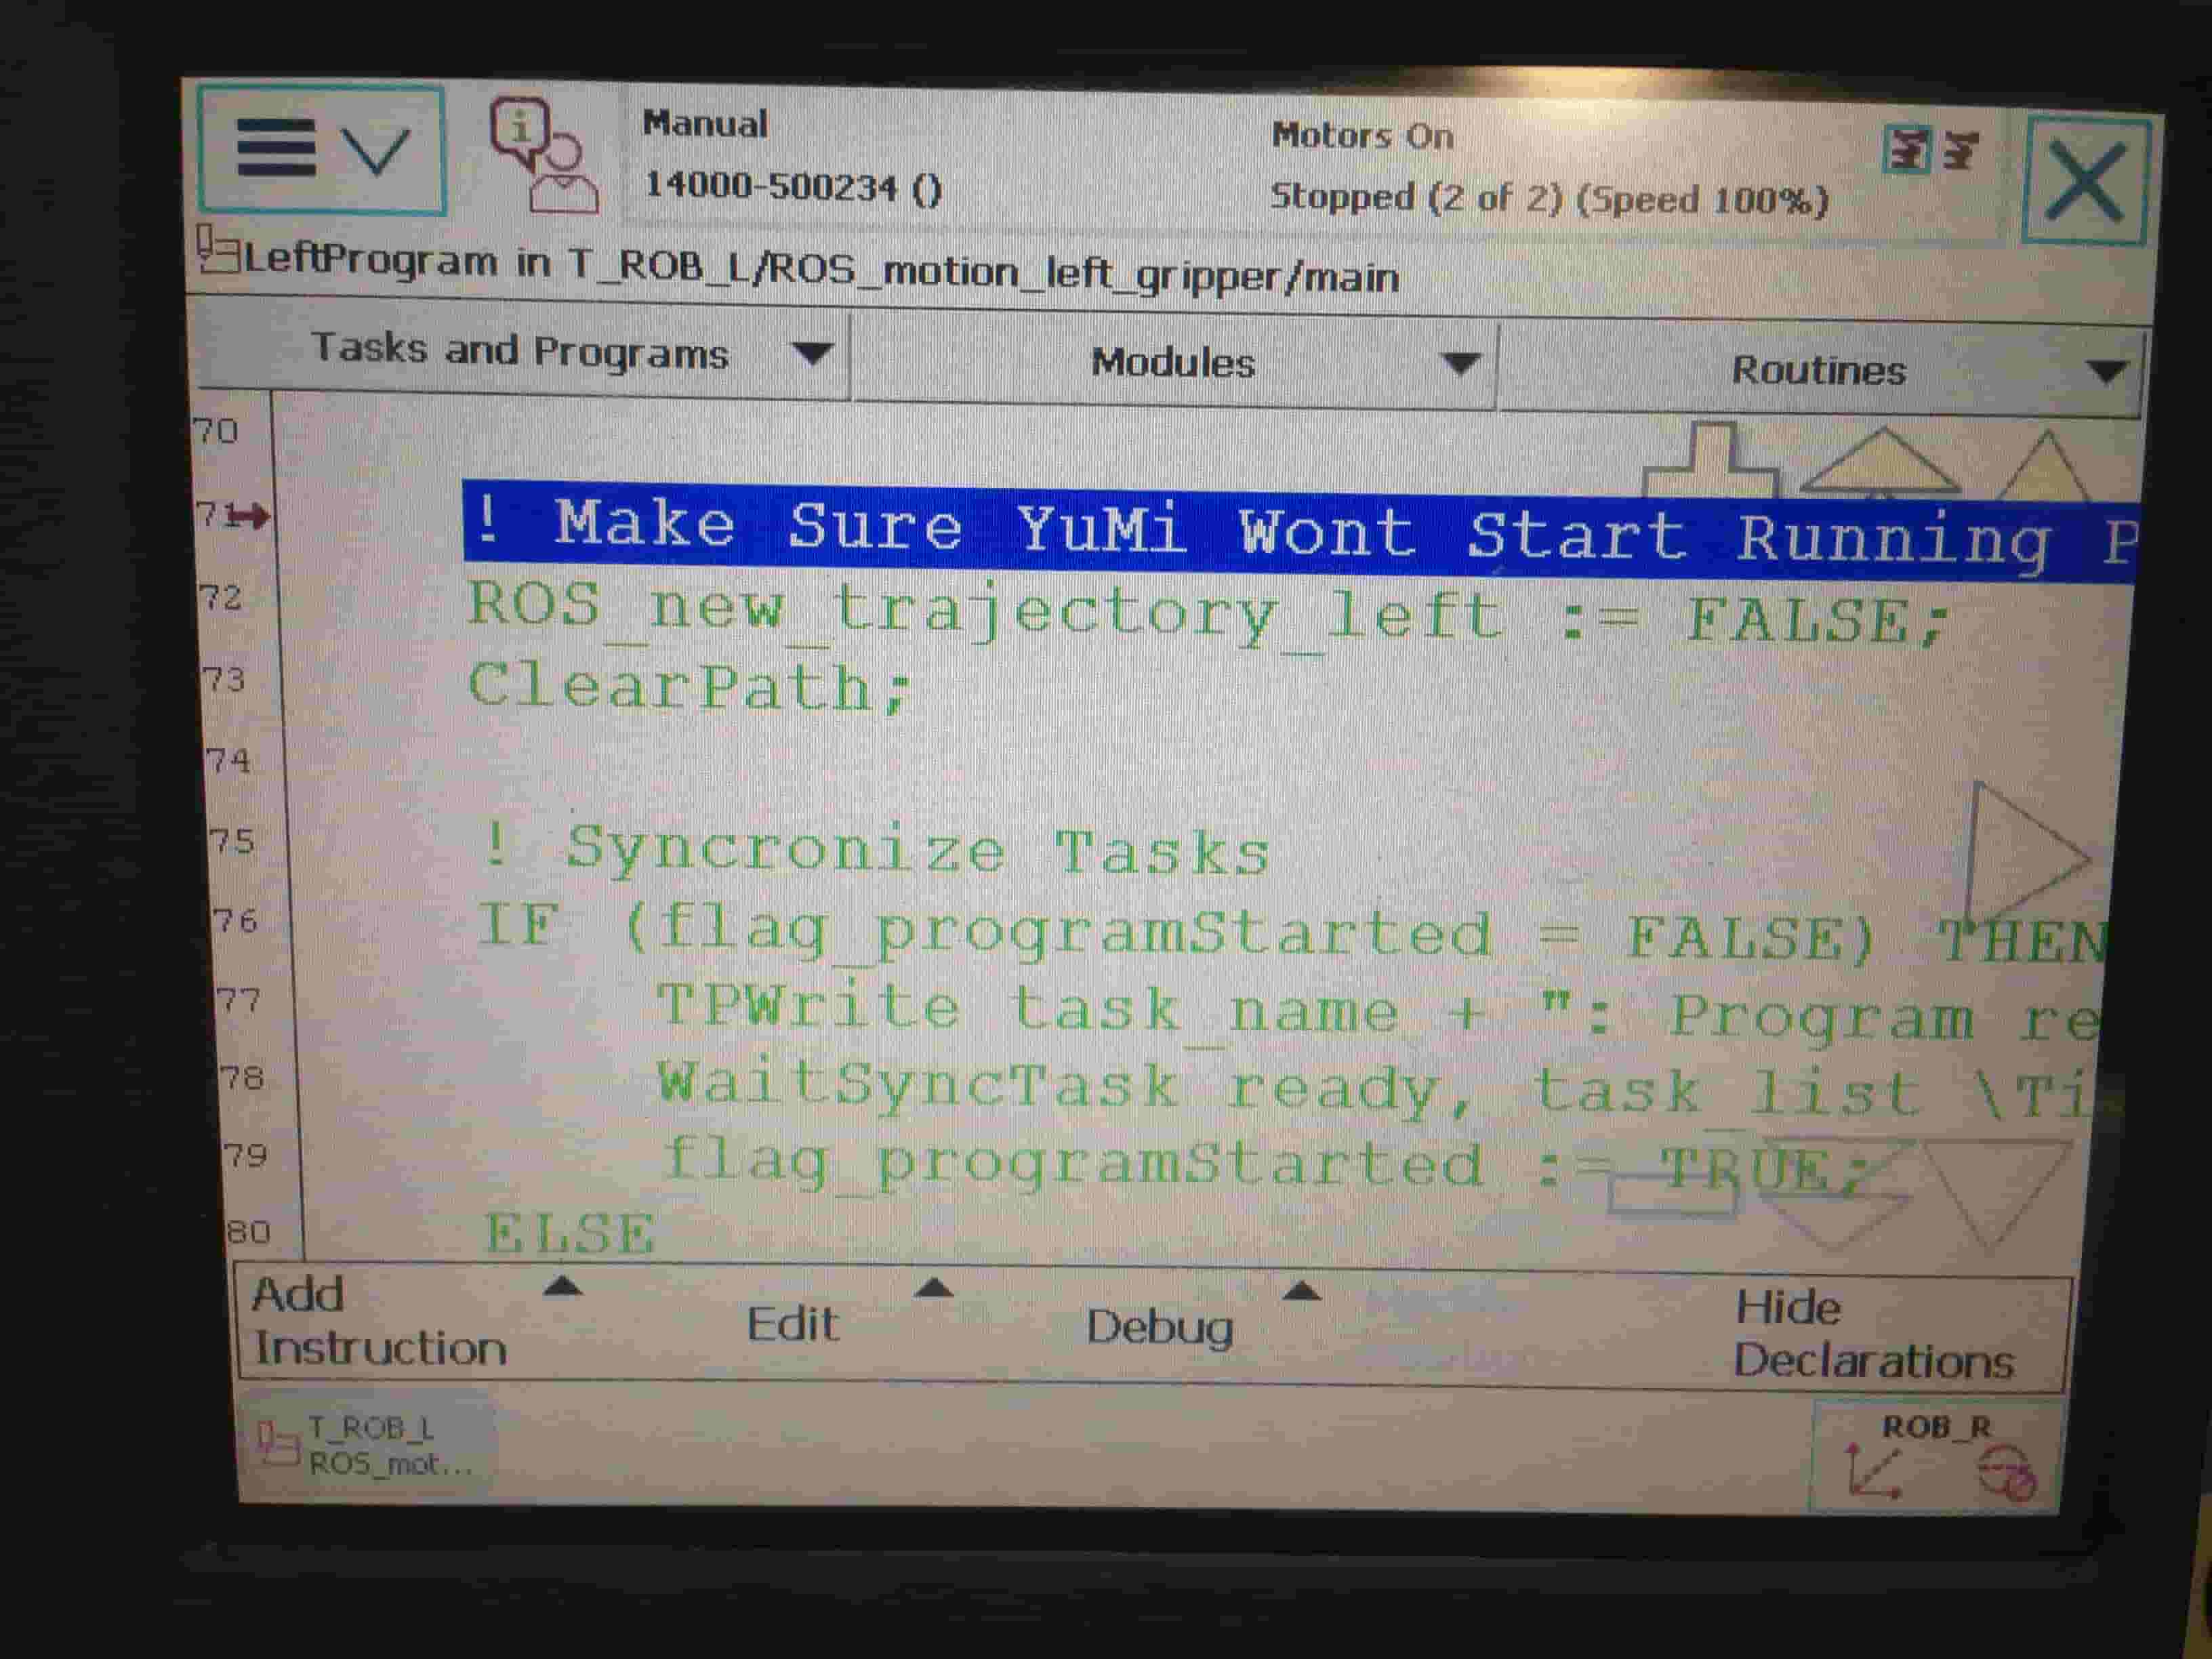 Manual
Motors On
14000-500234 ()
Stopped (2 of 2) (Speed 100%)
LeftProgram in T_ROB_L/ROS_motion_left_gripper/main
Tasks and Programs
Modules
Routines
70
71 ! Make Sure YuMi Wont Start Running P
72 ROS_new_trajectory_left := FALSE;
73 ClearPath;
74
75 ! Syncronize Tasks
76 IF (flag_programStarted = FALSE) THEN
77 TPWrite task_name + ": Program re
78 WaitSyncTask ready, task_list \Ti
79 flag_programStarted := TRUE;
80 ELSE
Add
Instruction
Edit
Debug
Hide
Declarations
T_ROB_L
ROS_mot...
ROB_R